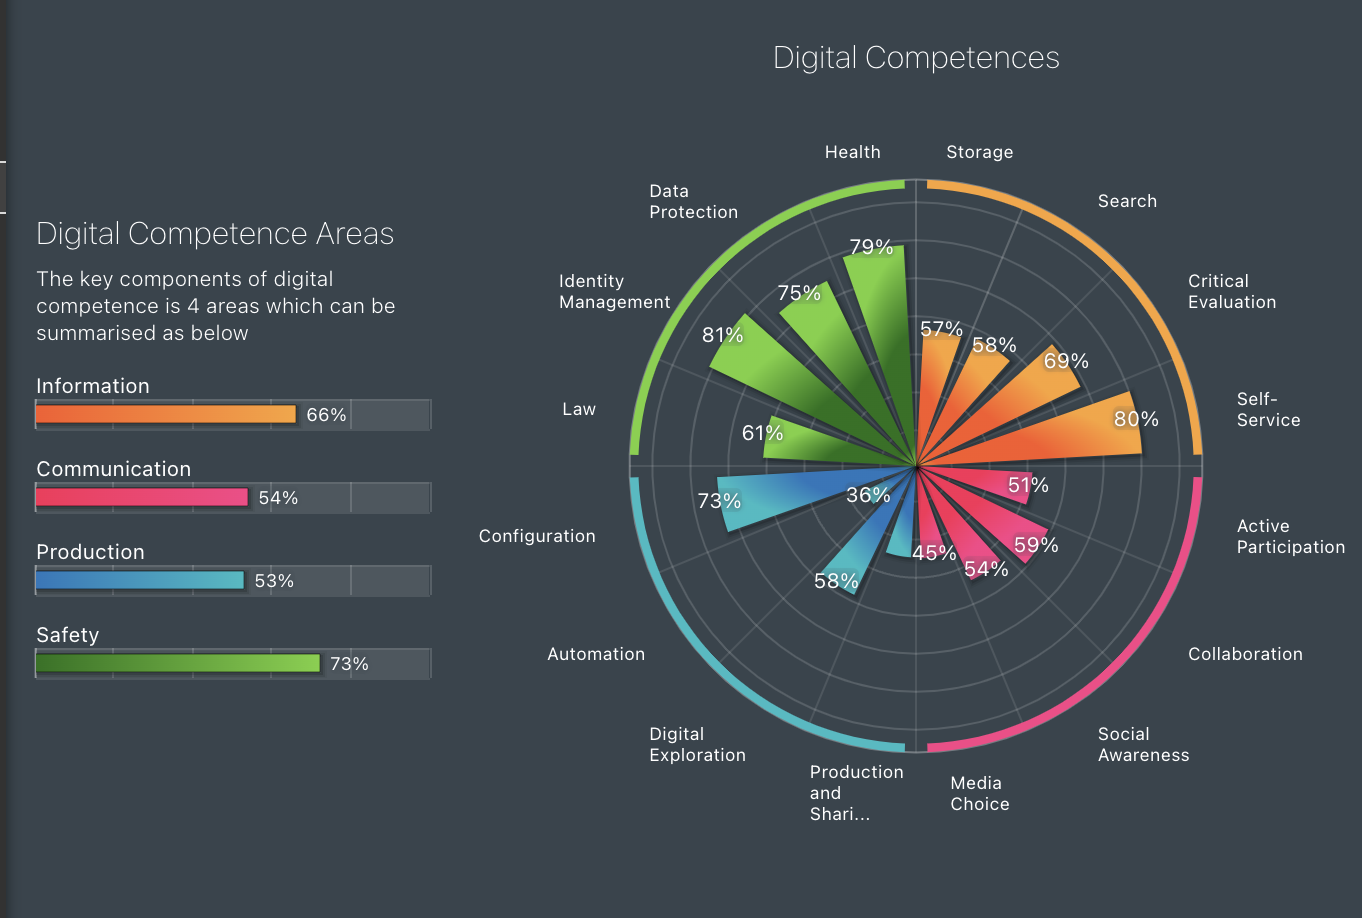 Digital Competences
Digital Competence Areas
The key components of digital
competence is 4 areas which can be
summarised as below
Information
66%
Communication
54%
Production
53%
Safety
73%
Health
Storage
Data
Protection
Search
Identity
Management
Critical
Evaluation
Law
Self-
Service
Configuration
Active
Participation
Automation
Collaboration
Digital
Exploration
Social
Awareness
Production
and
Shari...
Media
Choice
79%
75%
81%
61%
57%
58%
69%
80%
73%
36%
58%
45%
54%
59%
51%